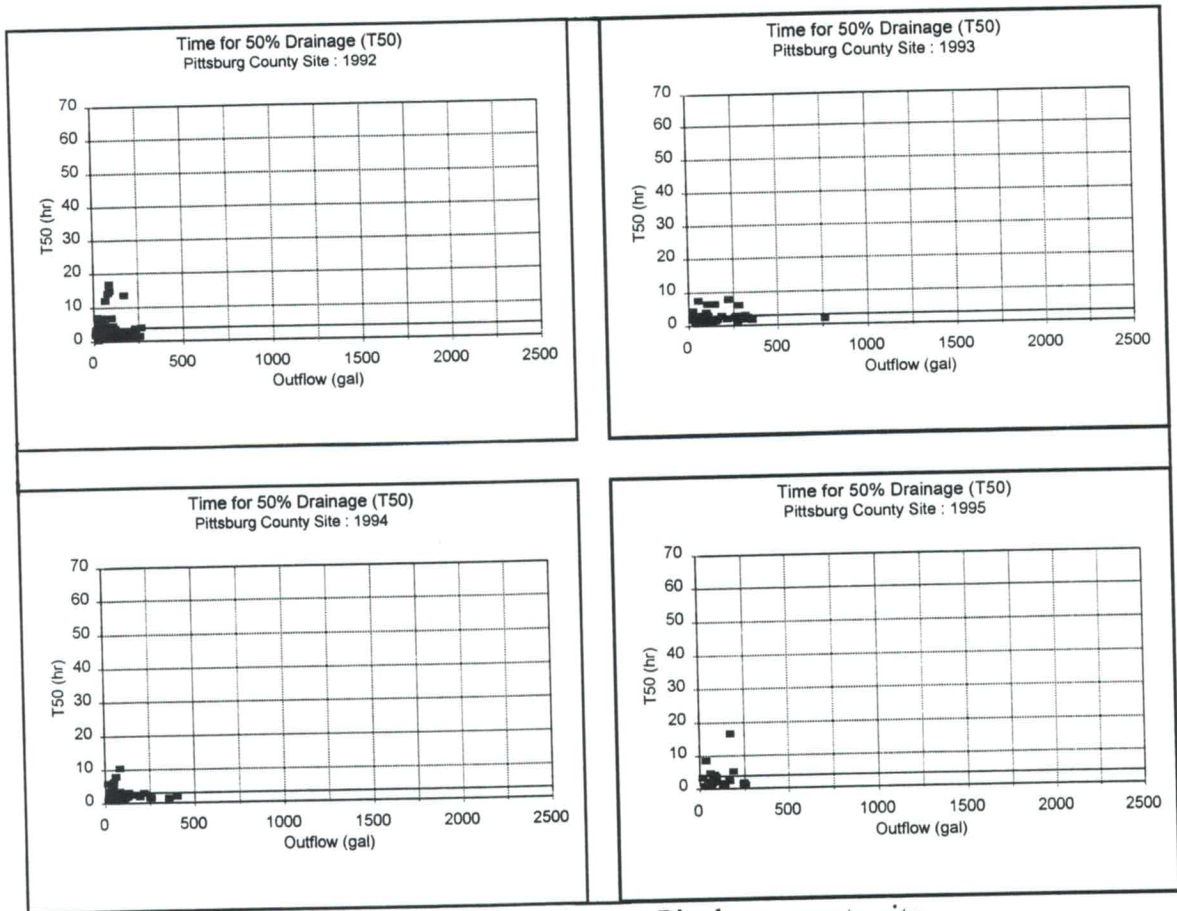 Time for 50% Drainage (T50)
Pittsburg County Site : 1992
70
60
50
40
30
20
10
0
T50 (hr)
0 500 1000 1500 2000 2500
Outflow (gal)
Time for 50% Drainage (T50)
Pittsburg County Site : 1993
70
60
50
40
30
20
10
0
T50 (hr)
0 500 1000 1500 2000 2500
Outflow (gal)
Time for 50% Drainage (T50)
Pittsburg County Site : 1994
70
60
50
40
30
20
10
0
T50 (hr)
0 500 1000 1500 2000 2500
Outflow (gal)
Time for 50% Drainage (T50)
Pittsburg County Site : 1995
70
60
50
40
30
20
10
0
T50 (hr)
0 500 1000 1500 2000 2500
Outflow (gal)